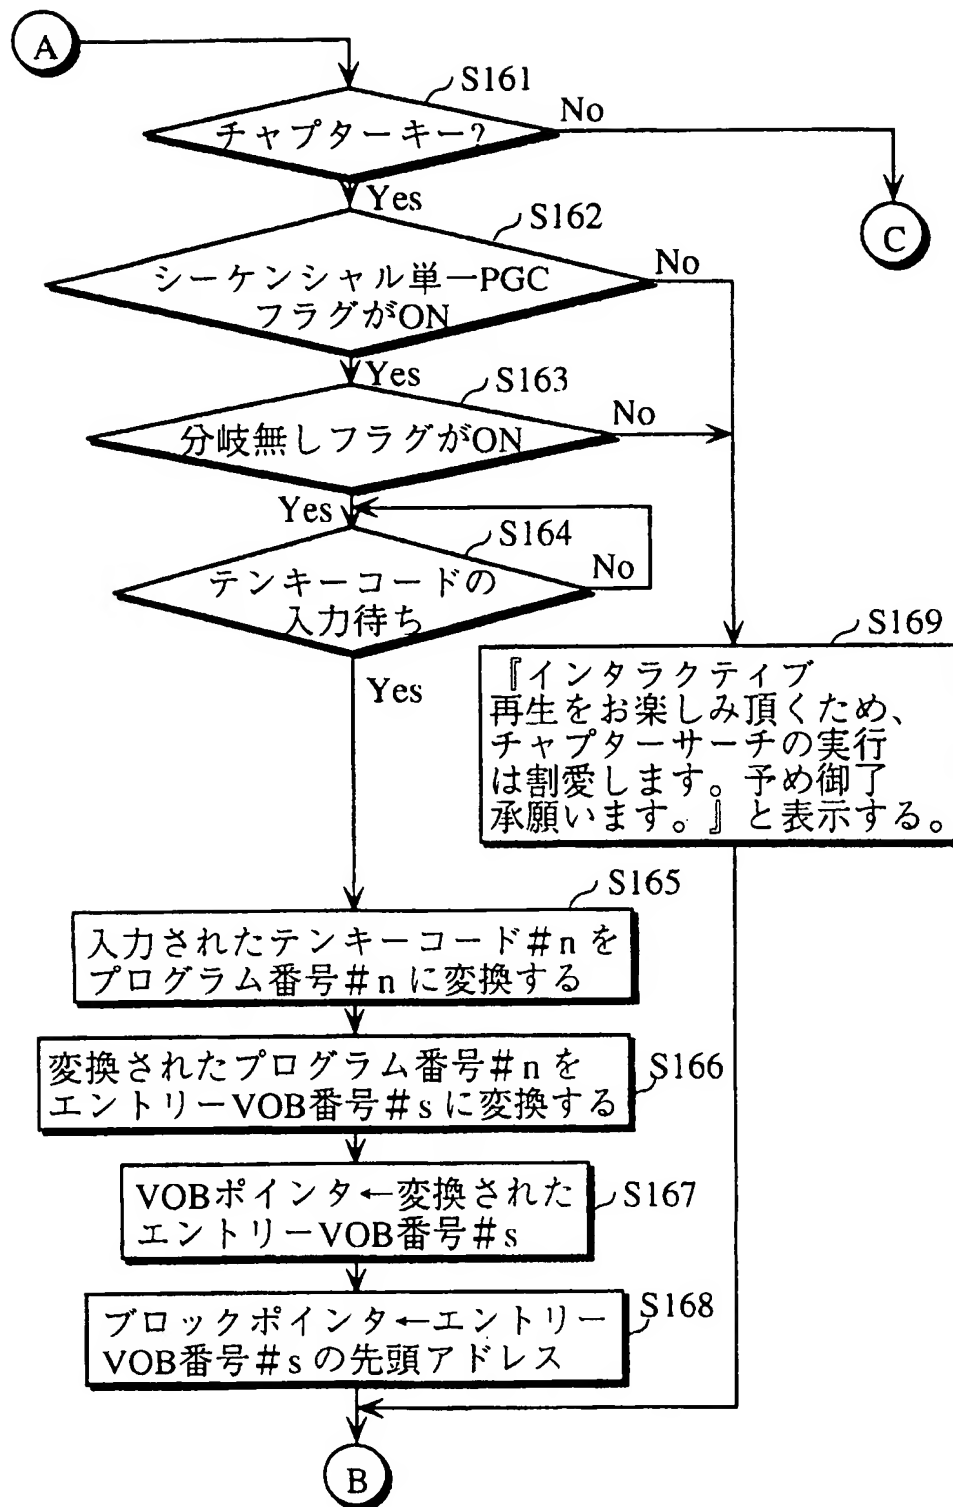 A
S161
チャプターキー?
No
Yes
C
S162
シーケンシャル単一PGC
フラグがON
No
Yes
S163
分岐無しフラグがON
No
Yes
S164
テンキーコードの
入力待ち
No
Yes
S169
『インタラクティブ
再生をお楽しみ頂くため、
チャプターサーチの実行
は割愛します。予め御了
承願います。』と表示する。
S165
入力されたテンキーコード#nを
プログラム番号#nに変換する
変換されたプログラム番号#nを
エントリーVOB番号#sに変換する
S166
VOBポインタ←変換された
エントリーVOB番号#s
S167
ブロックポインタ←エントリー
VOB番号#sの先頭アドレス
S168
B